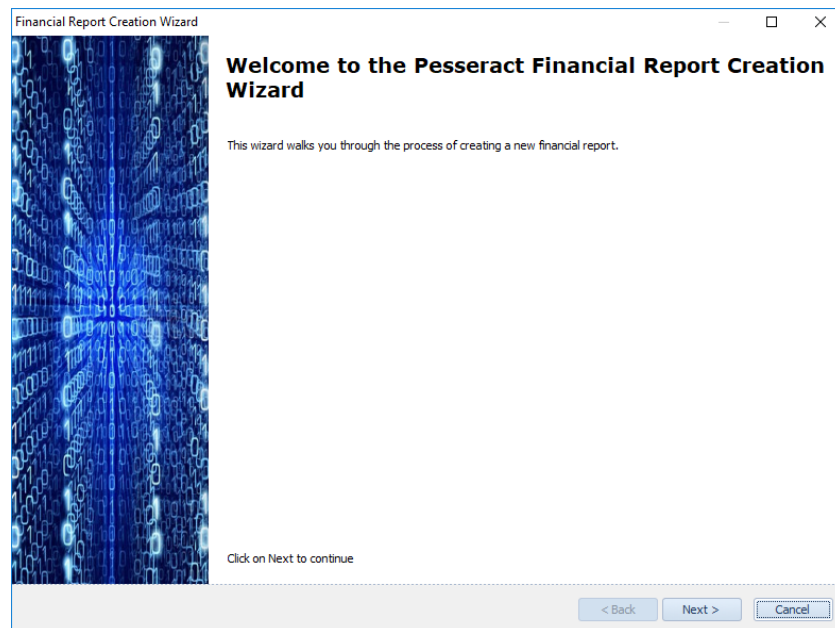 Financial Report Creation Wizard
Welcome to the Pesseract Financial Report Creation
Wizard
This wizard walks you through the process of creating a new financial report.
Click on Next to continue
< Back
Next >
Cancel